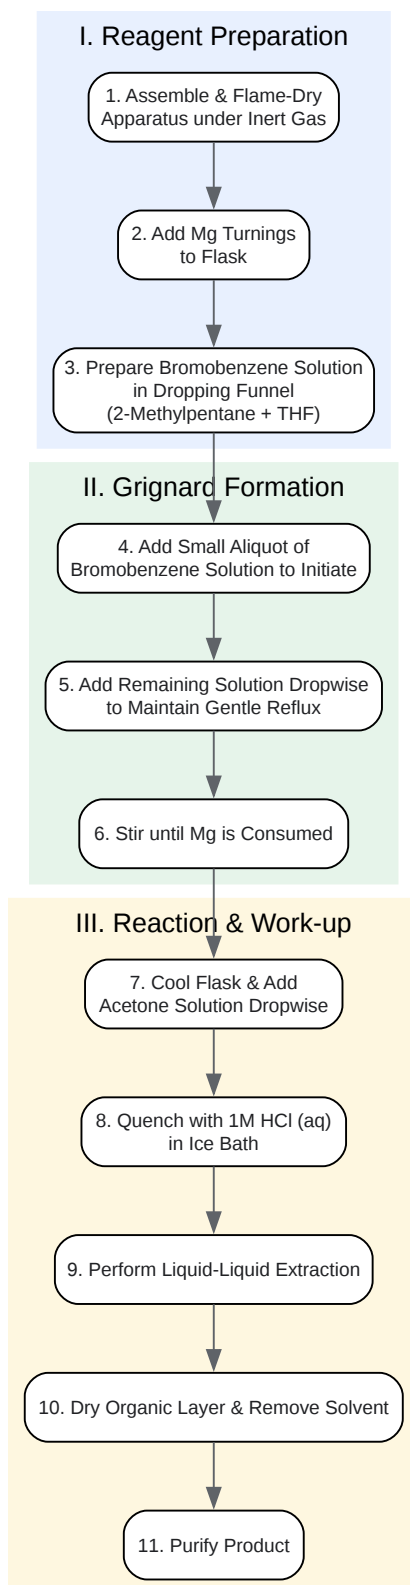 I. Reagent Preparation
1. Assemble & Flame-Dry
Apparatus under Inert Gas
2. Add Mg Turnings
to Flask
3. Prepare Bromobenzene Solution
in Dropping Funnel
(2-Methylpentane + THF)
II. Grignard Formation
4. Add Small Aliquot of
Bromobenzene Solution to Initiate
5. Add Remaining Solution Dropwise
to Maintain Gentle Reflux
6. Stir until Mg is Consumed
III. Reaction & Work-up
7. Cool Flask & Add
Acetone Solution Dropwise
8. Quench with 1M HCl (aq)
in Ice Bath
9. Perform Liquid-Liquid Extraction
10. Dry Organic Layer & Remove Solvent
11. Purify Product